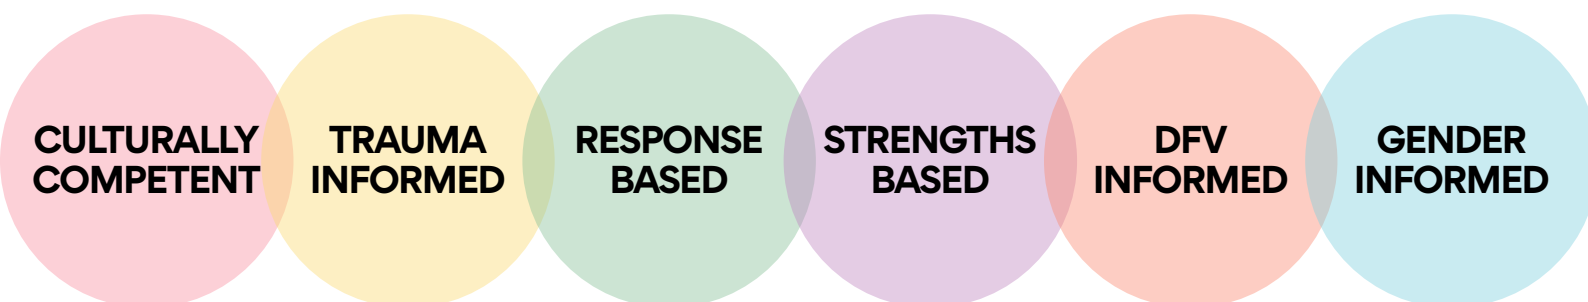 CULTURALLY
COMPETENT
TRAUMA
INFORMED
RESPONSE
BASED
STRENGTHS
BASED
DFV
INFORMED
GENDER
INFORMED